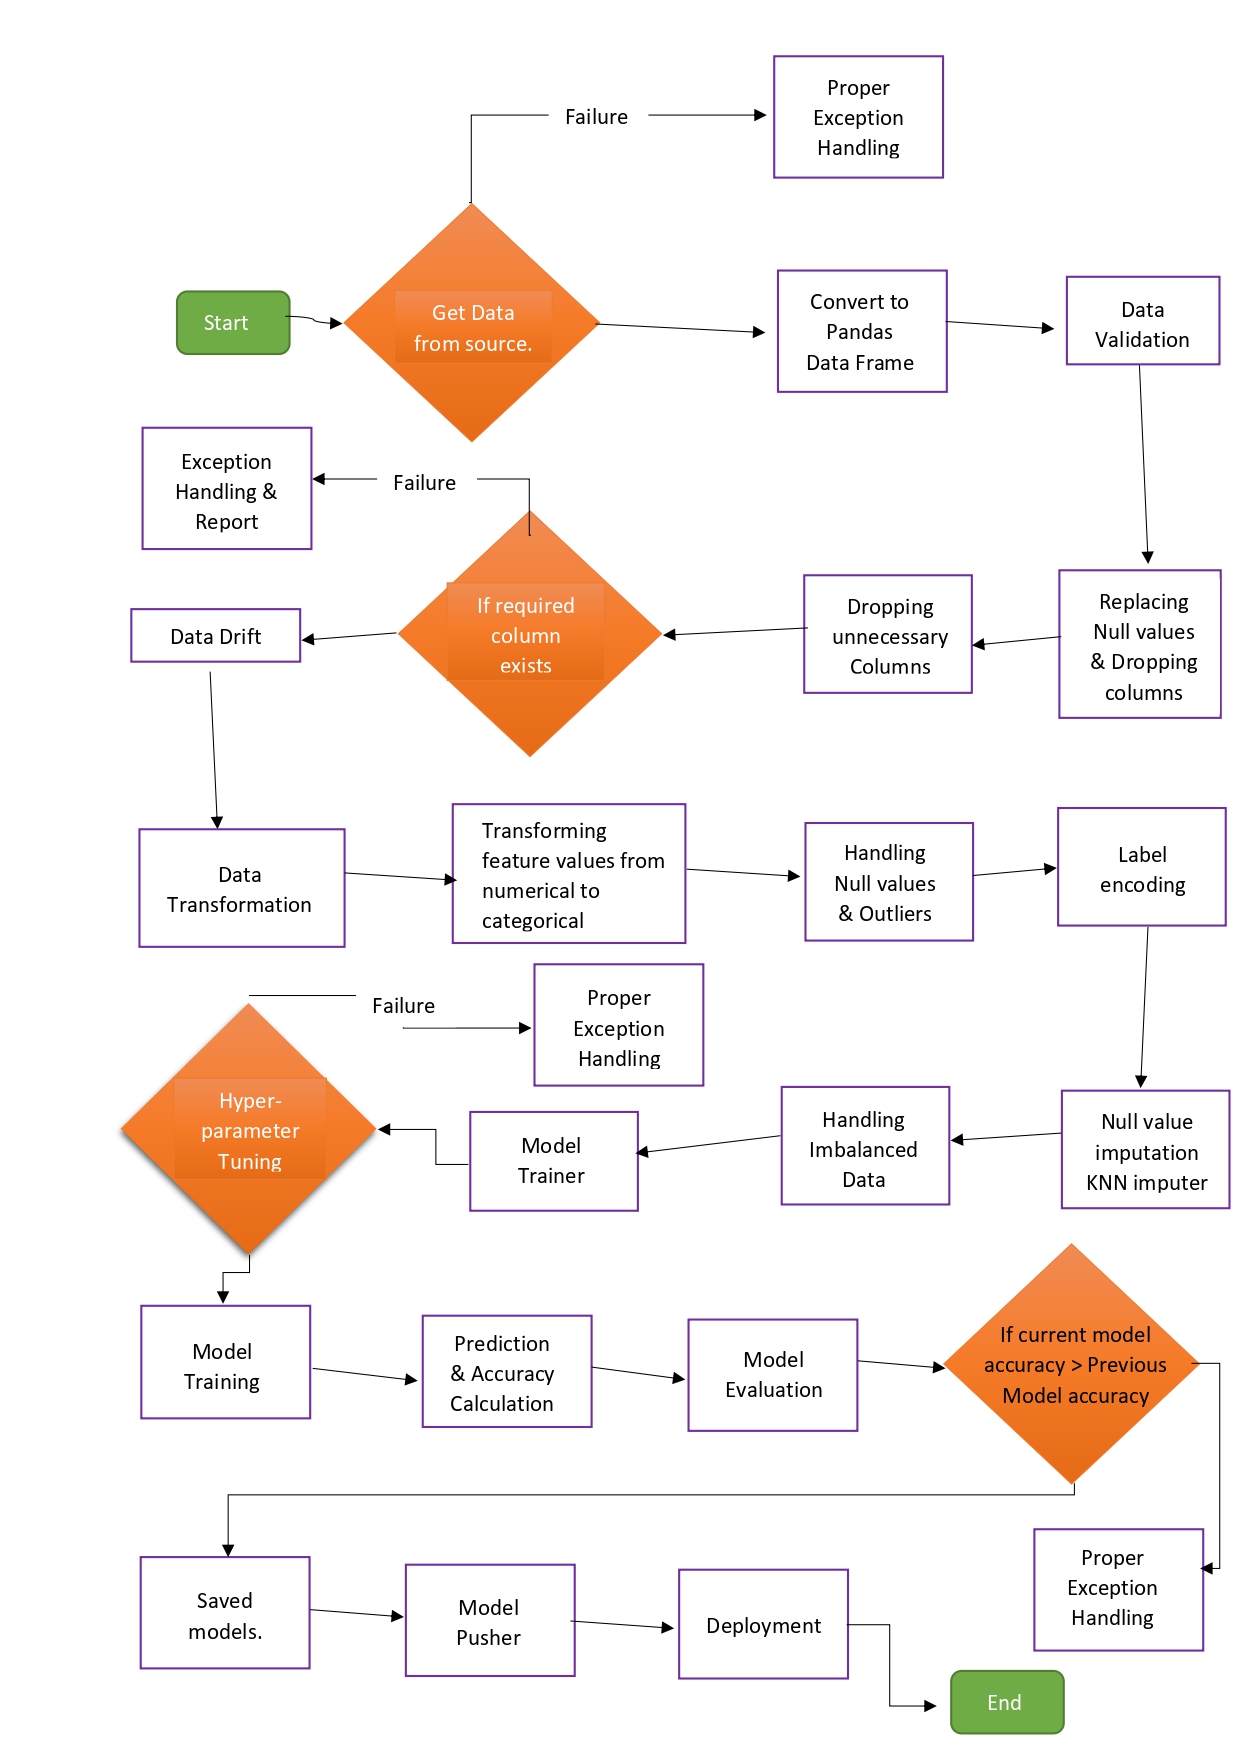 Proper
Exception
Handling
Failure
Start
Get Data
from source.
Convert to
Pandas
Data Frame
Data
Validation
Exception
Handling &
Report
Failure
Data Drift
If required
column
exists
Dropping
unnecessary
Columns
Replacing
Null values
& Dropping
columns
Data
Transformation
Transforming
feature values from
numerical to
categorical
Handling
Null values
& Outliers
Label
encoding
Failure
Proper
Exception
Handling
Hyper-
parameter
Tuning
Model
Trainer
Handling
Imbalanced
Data
Null value
imputation
KNN imputer
Model
Training
Prediction
& Accuracy
Calculation
Model
Evaluation
If current model
accuracy > Previous
Model accuracy
Saved
models.
Model
Pusher
Deployment
Proper
Exception
Handling
End